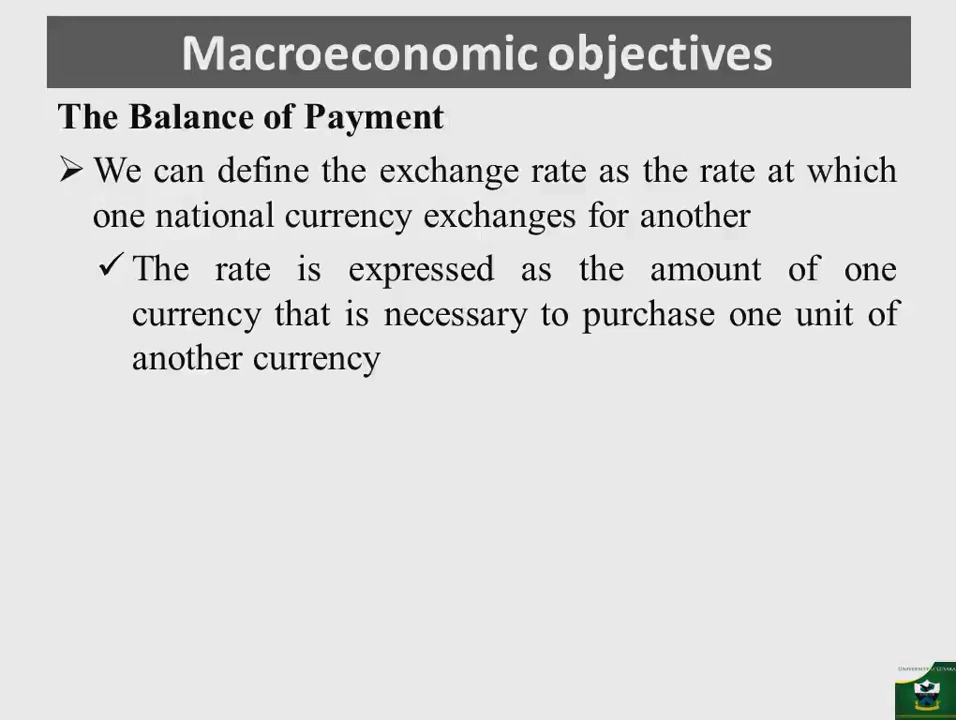 Macroeconomic objectives
The Balance of Payment
We can define the exchange rate as the rate at which
one national currency exchanges for another
The rate is expressed as the amount of one
currency that is necessary to purchase one unit of
another currency